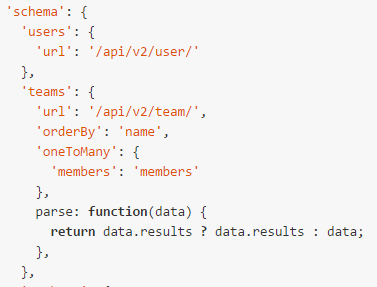 'schema': {
'users': {
'url': '/api/v2/user/'
},
'teams': {
'url': '/api/v2/team/',
'orderBy': 'name',
'oneToMany': {
'members': 'members'
},
parse: function(data) {
return data.results ? data.results : data;
},
},